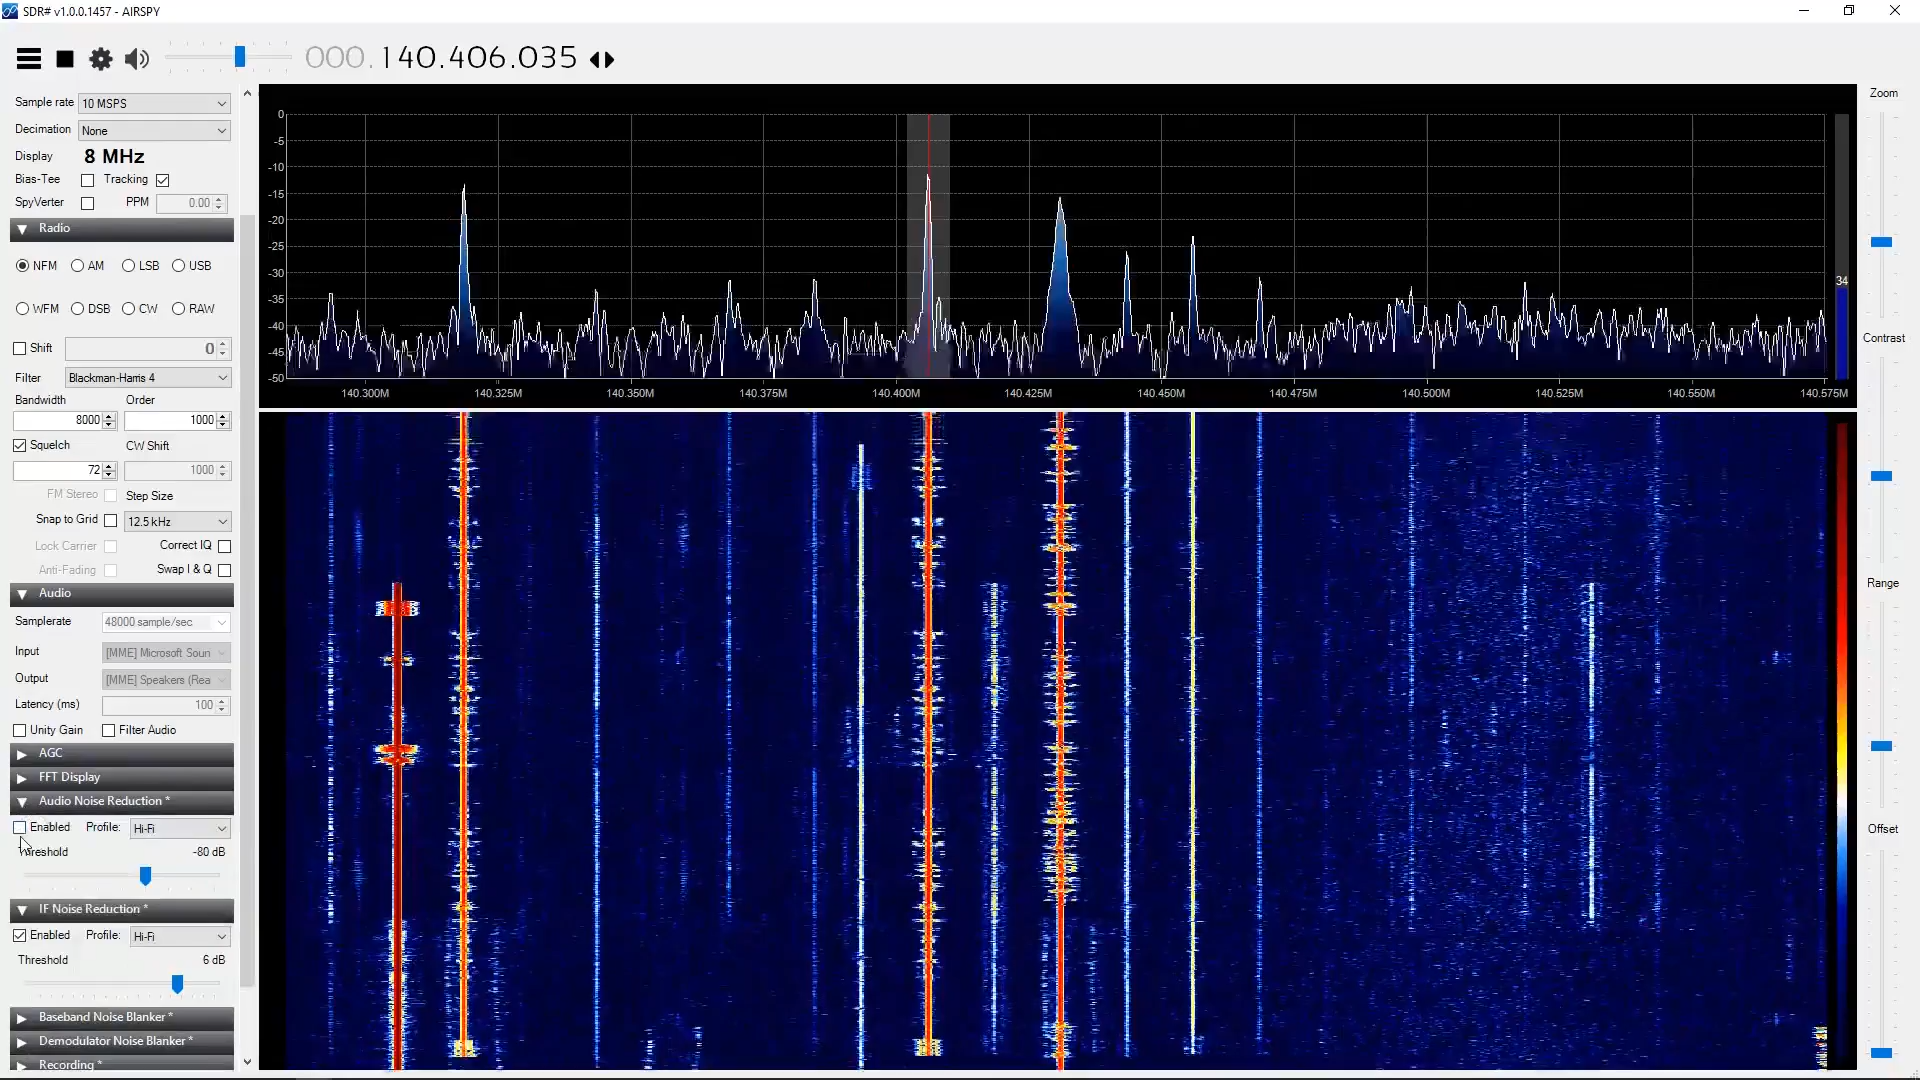 SDR# v1.0.0.1457 - AIRSPY
000.140.406.035
Sample rate 10 MSPS
Decimation None
Display 8 MHz
Bias-Tee Tracking
SpyVerter PPM 0.00
Radio
NFM AM LSB USB
WFM DSB CW RAW
Shift 0
Filter Blackman-Harris 4
Bandwidth Order
8000 1000
Squelch CW Shift
72 1000
FM Stereo Step Size
Snap to Grid 12.5 kHz
Lock Carrier Correct IQ
Anti-Fading Swap I & Q
Audio
Samplerate 48000 sample/sec
Input [MME] Microsoft Soun
Output [MME] Speakers (Rea
Latency (ms) 100
Unity Gain Filter Audio
AGC
FFT Display
Audio Noise Reduction *
Enabled Profile: Hi-Fi
-80 dB
IF Noise Reduction *
Enabled Profile: Hi-Fi
Threshold 6 dB
Baseband Noise Blanker *
Demodulator Noise Blanker *
Recording *
0
-5
-10
-15
-20
-25
-30
-35
-40
-45
-50
140.300M 140.325M 140.350M 140.375M 140.400M 140.425M 140.450M 140.475M 140.500M 140.525M 140.550M 140.575M
34
Zoom
Contrast
Range
Offset